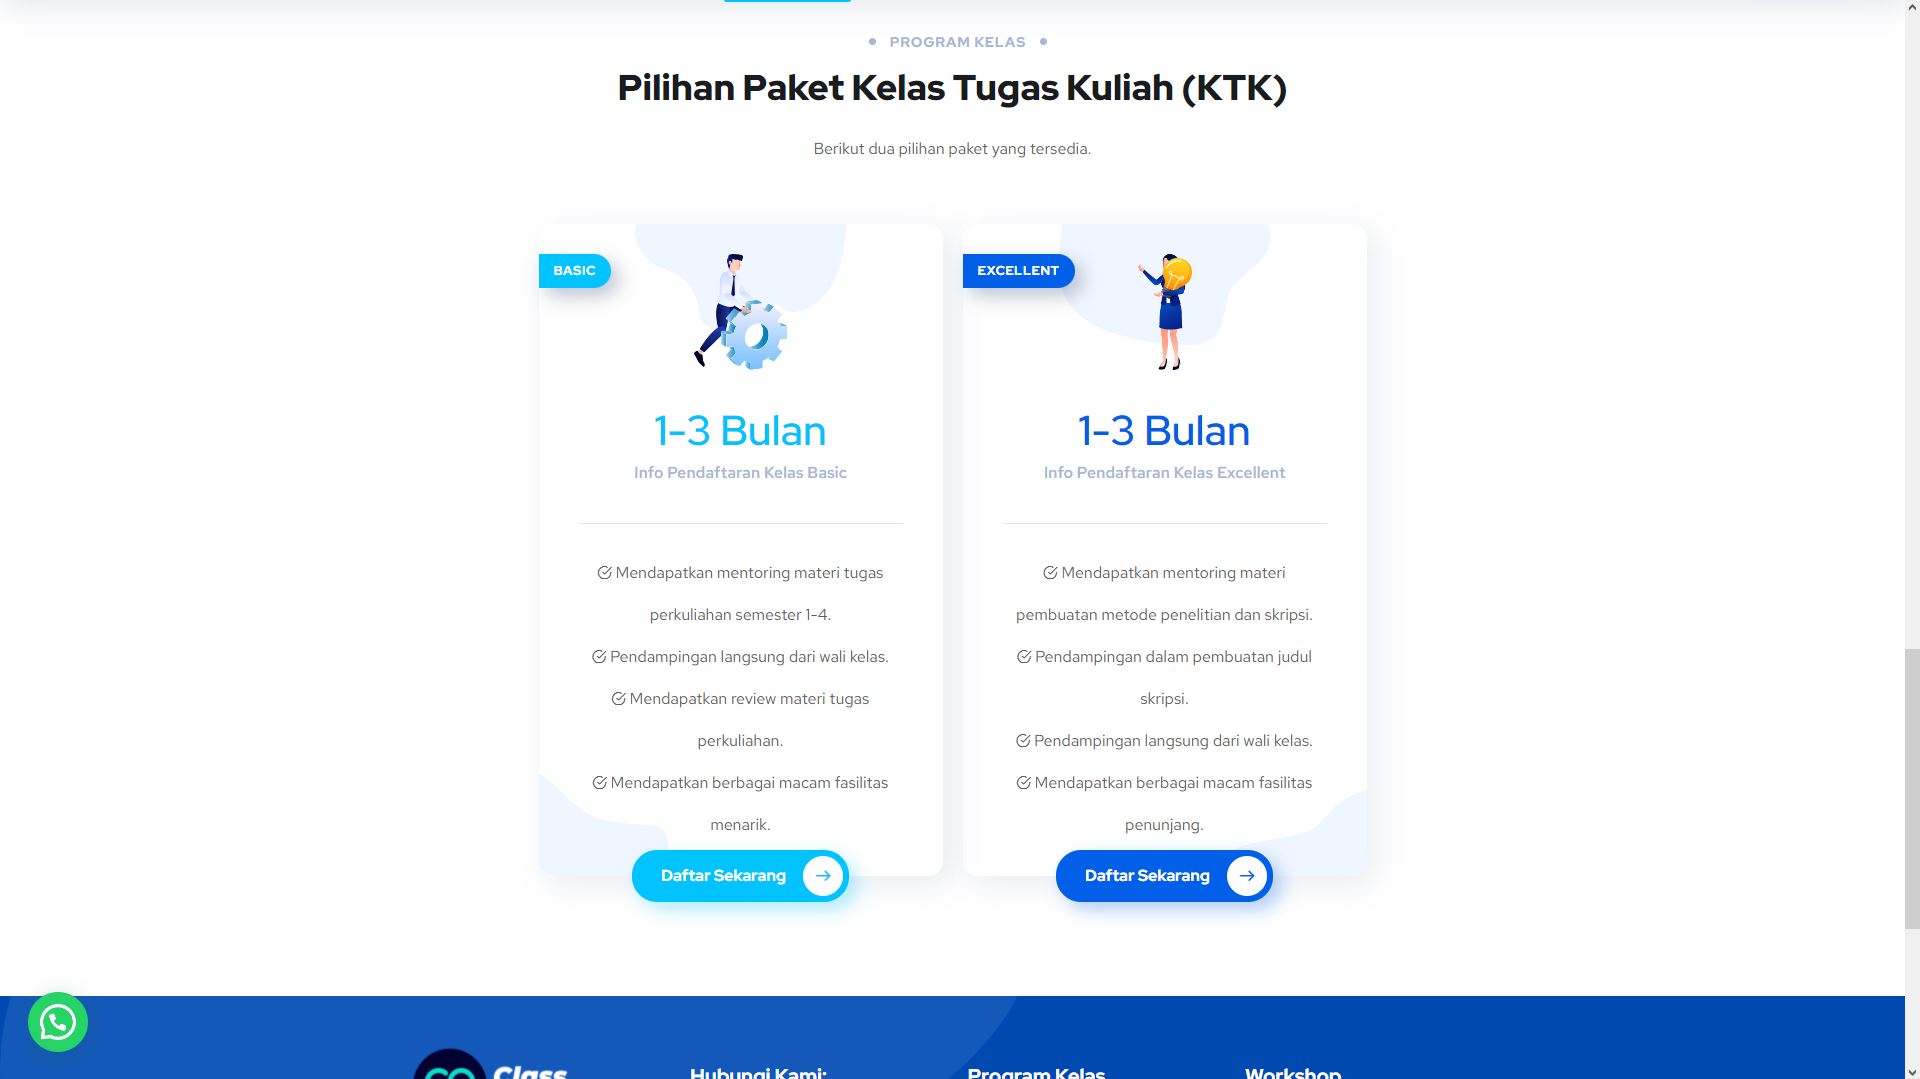 PROGRAM KELAS
Pilihan Paket Kelas Tugas Kuliah (KTK)
Berikut dua pilihan paket yang tersedia.
BASIC
1-3 Bulan
Info Pendaftaran Kelas Basic
Mendapatkan mentoring materi tugas
perkuliahan semester 1-4.
Pendampingan langsung dari wali kelas.
Mendapatkan review materi tugas
perkuliahan.
Mendapatkan berbagai macam fasilitas
menarik.
Daftar Sekarang
EXCELLENT
1-3 Bulan
Info Pendaftaran Kelas Excellent
Mendapatkan mentoring materi
pembuatan metode penelitian dan skripsi.
Pendampingan dalam pembuatan judul
skripsi.
Pendampingan langsung dari wali kelas.
Mendapatkan berbagai macam fasilitas
penunjang.
Daftar Sekarang
Class
Hubungi Kami:
Program Kelas
Workshop